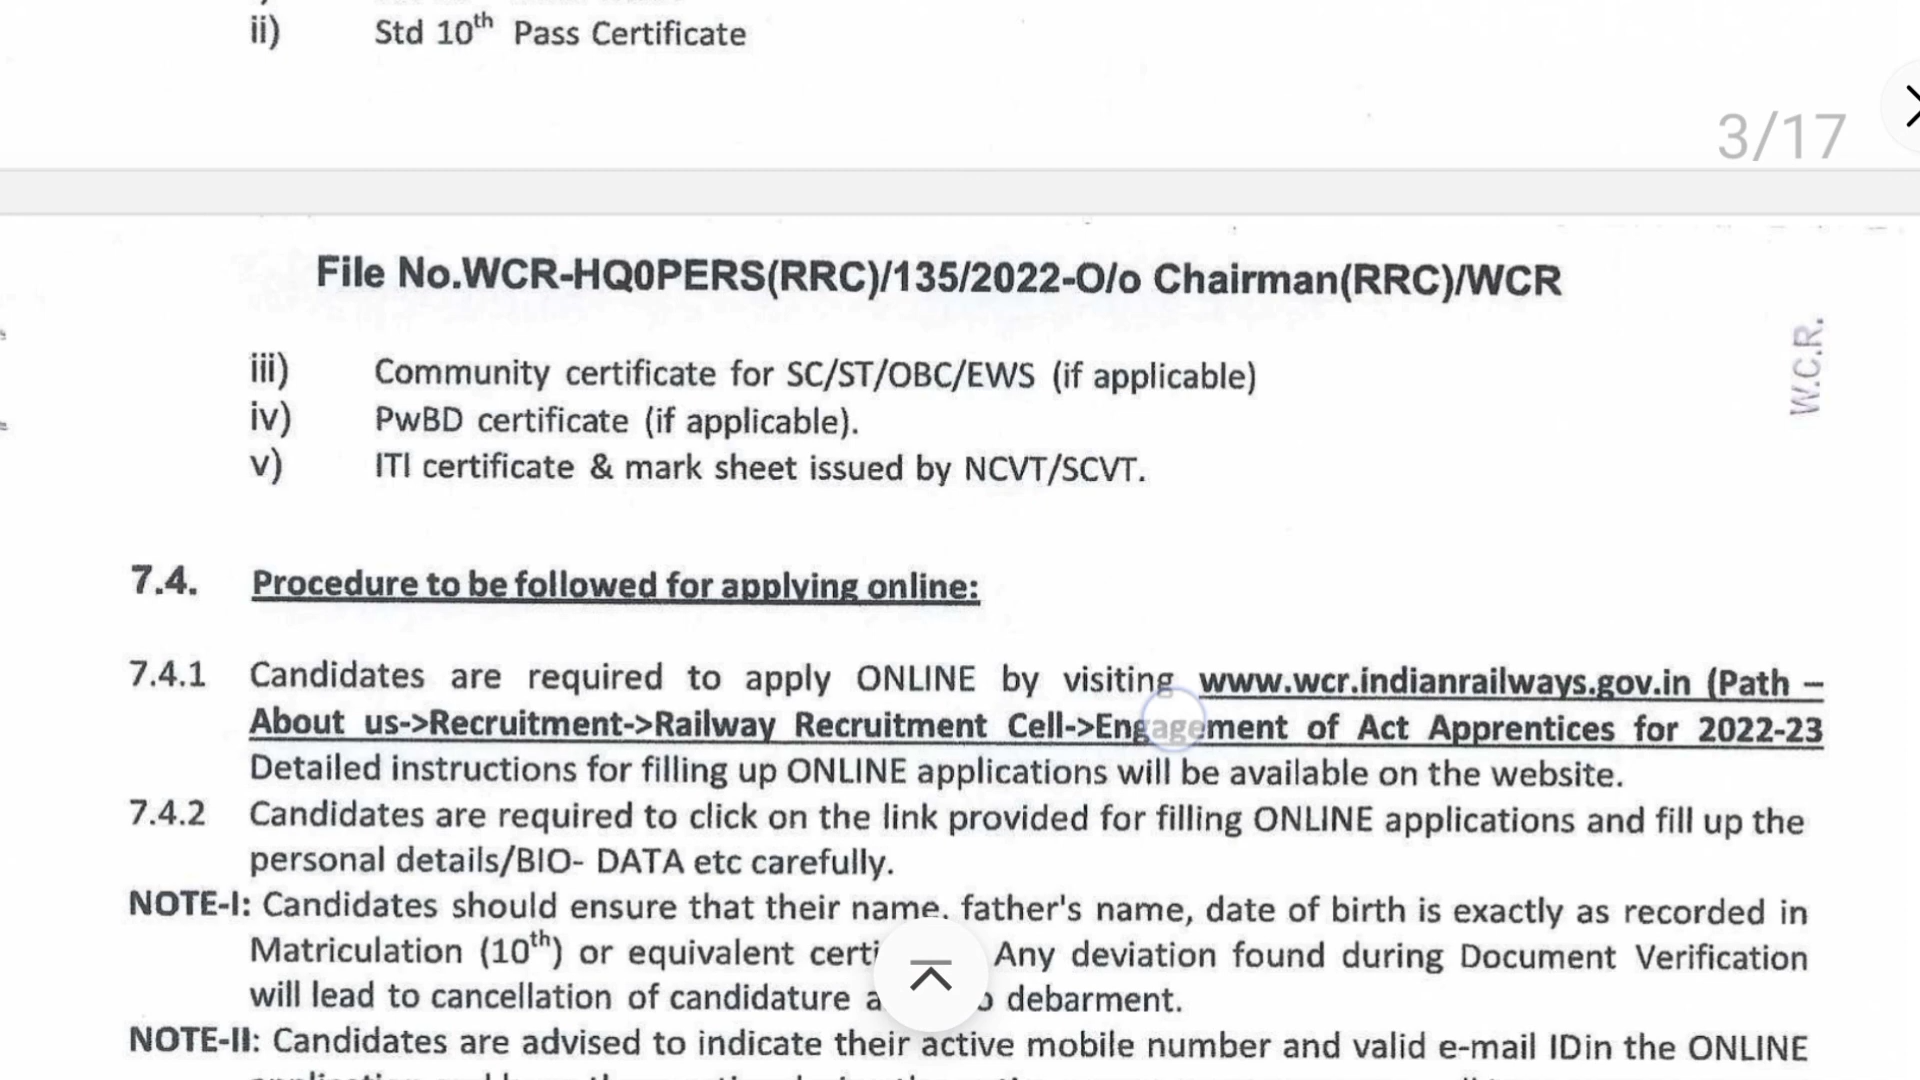 ii) Std 10th Pass Certificate
3/17
File No.WCR-HQ0PERS(RRC)/135/2022-O/o Chairman(RRC)/WCR
W.C.R.
iii) Community certificate for SC/ST/OBC/EWS (if applicable)
iv) PwBD certificate (if applicable).
v) ITI certificate & mark sheet issued by NCVT/SCVT.
7.4. Procedure to be followed for applying online:
7.4.1 Candidates are required to apply ONLINE by visiting www.wcr.indianrailways.gov.in (Path –
About us->Recruitment->Railway Recruitment Cell->Engagement of Act Apprentices for 2022-23
Detailed instructions for filling up ONLINE applications will be available on the website.
7.4.2 Candidates are required to click on the link provided for filling ONLINE applications and fill up the
personal details/BIO- DATA etc carefully.
NOTE-I: Candidates should ensure that their name, father's name, date of birth is exactly as recorded in
Matriculation (10th) or equivalent Any deviation found during Document Verification
will lead to cancellation of candidature debarment.
NOTE-II: Candidates are advised to indicate their active mobile number and valid e-mail IDin the ONLINE